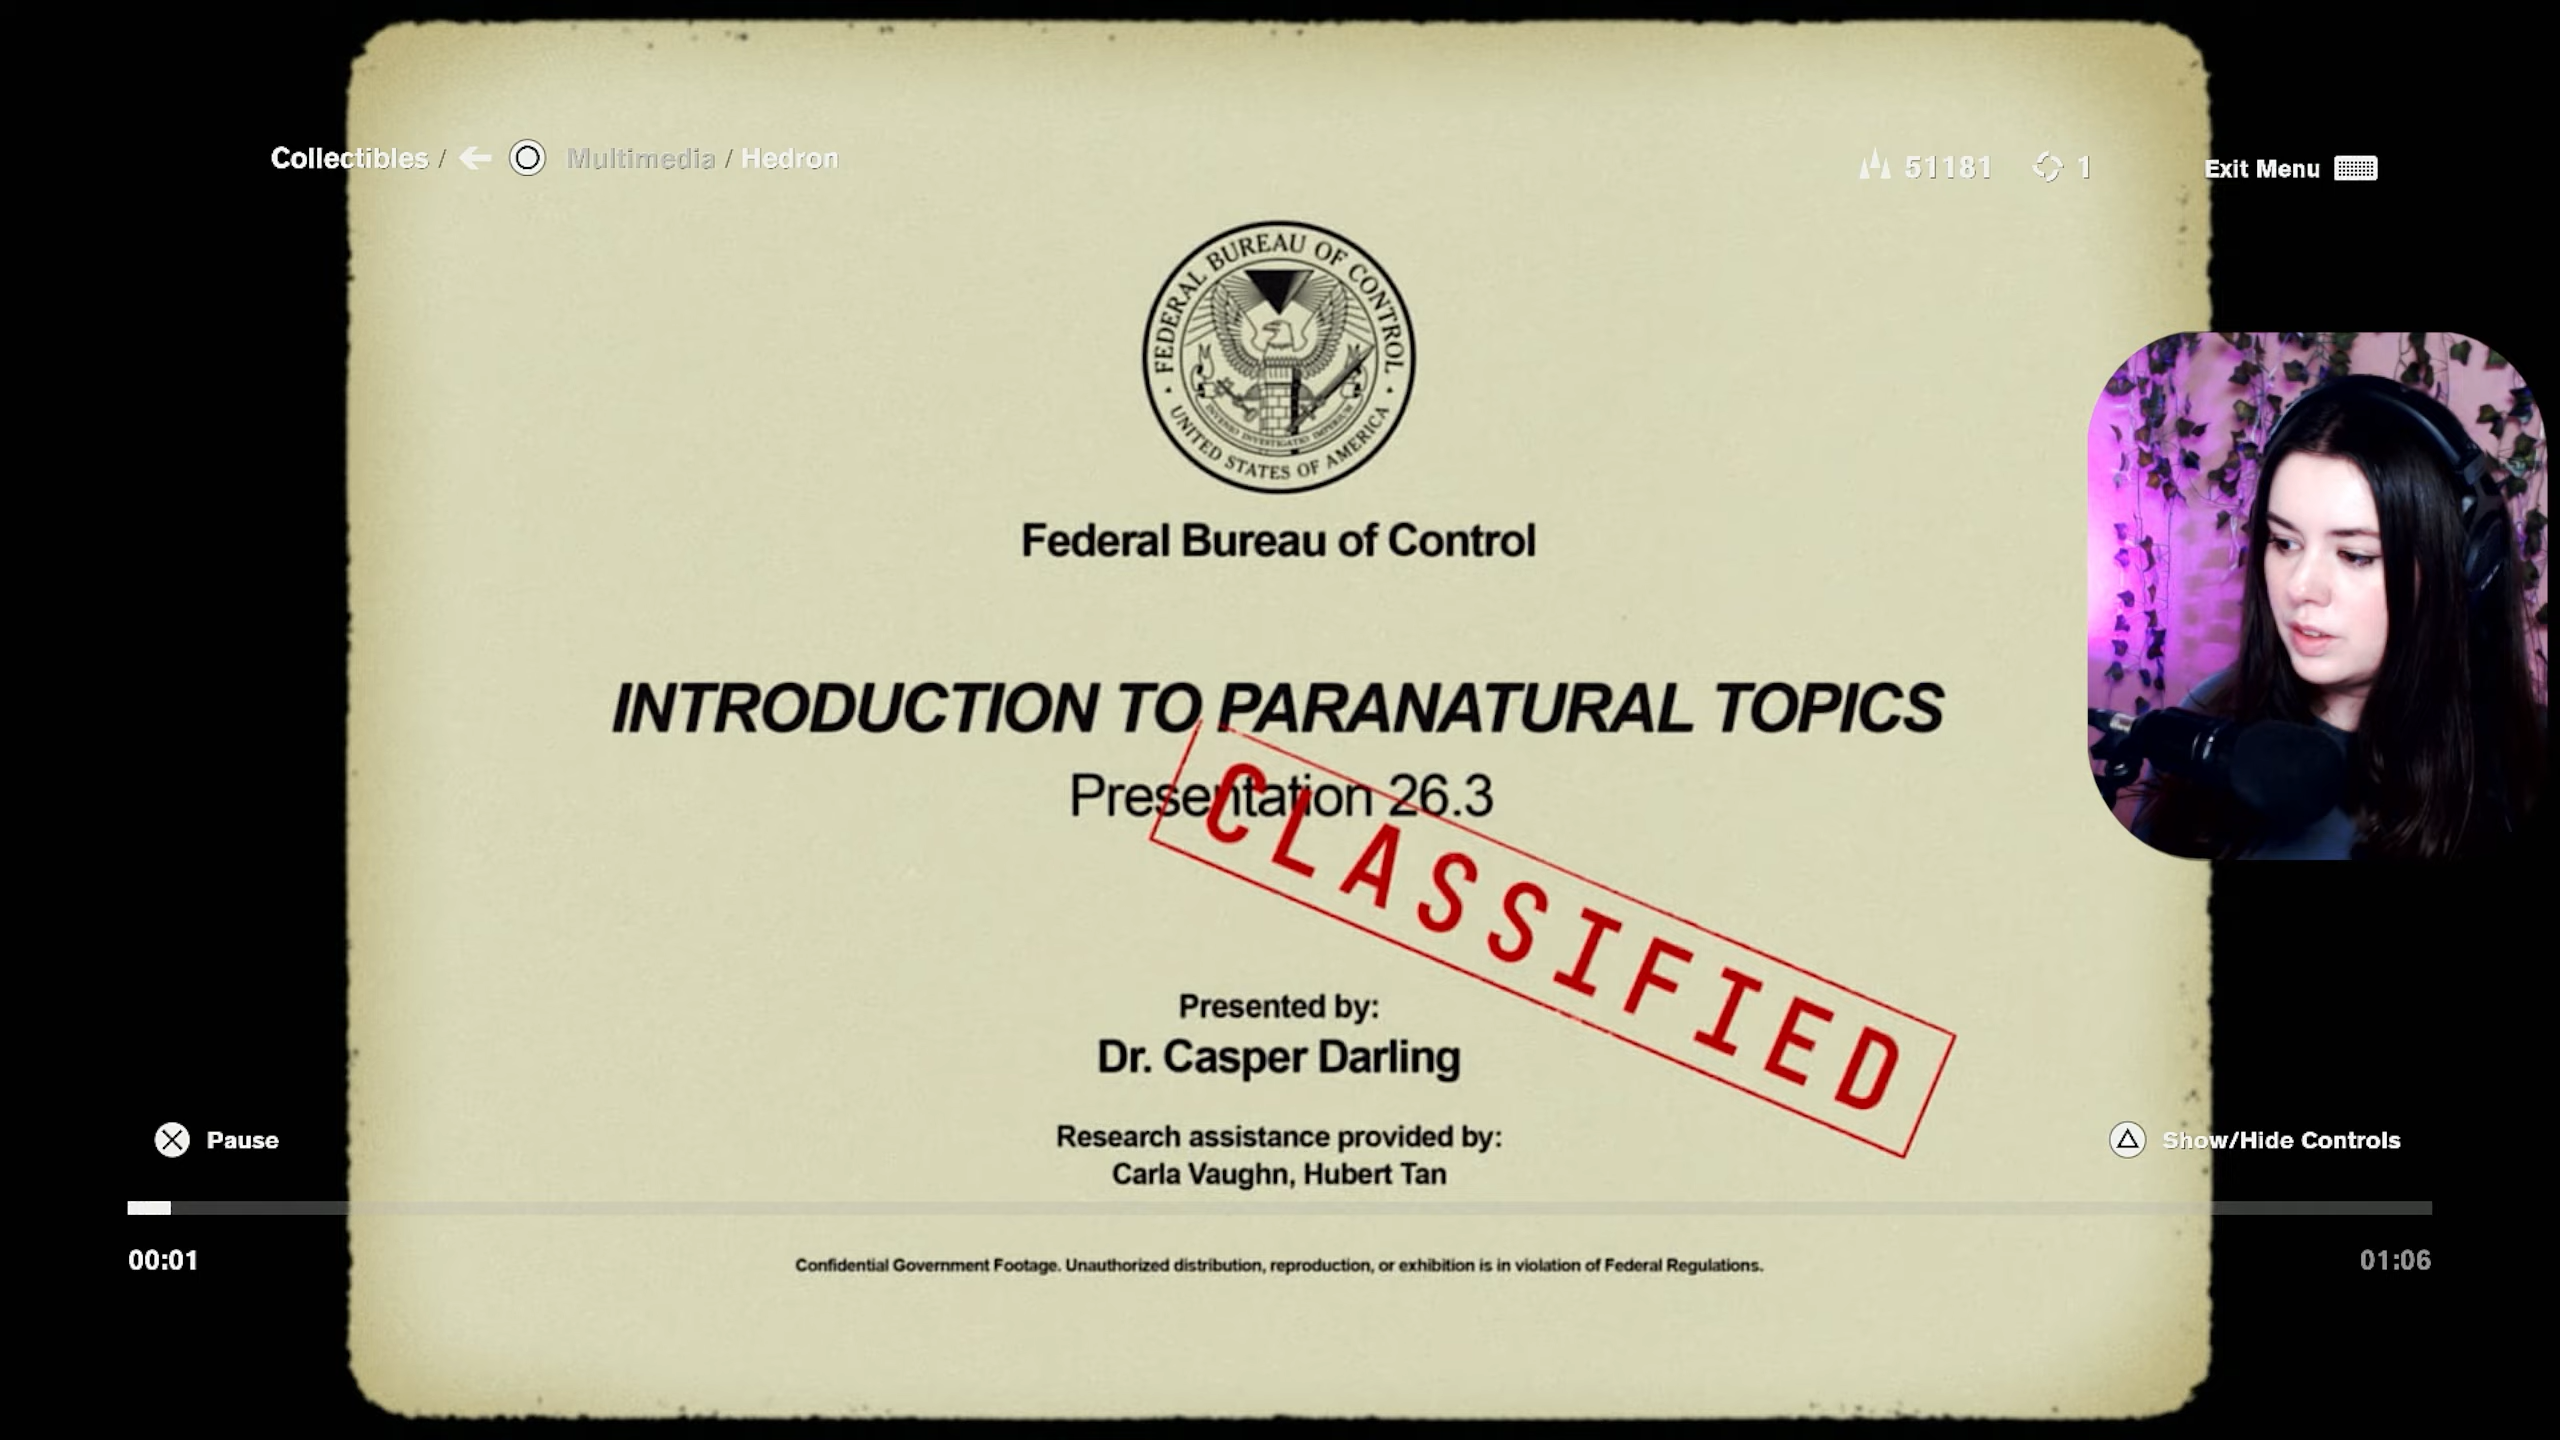 Collectibles / Multimedia / Hedron
51181 1 Exit Menu
FEDERAL BUREAU OF CONTROL
UNITED STATES OF AMERICA
Federal Bureau of Control
INTRODUCTION TO PARANATURAL TOPICS
Presentation 26.3
CLASSIFIED
Presented by:
Dr. Casper Darling
Pause
Show/Hide Controls
Research assistance provided by:
Carla Vaughn, Hubert Tan
00:01
01:06
Confidential Government Footage. Unauthorized distribution, reproduction, or exhibition is in violation of Federal Regulations.